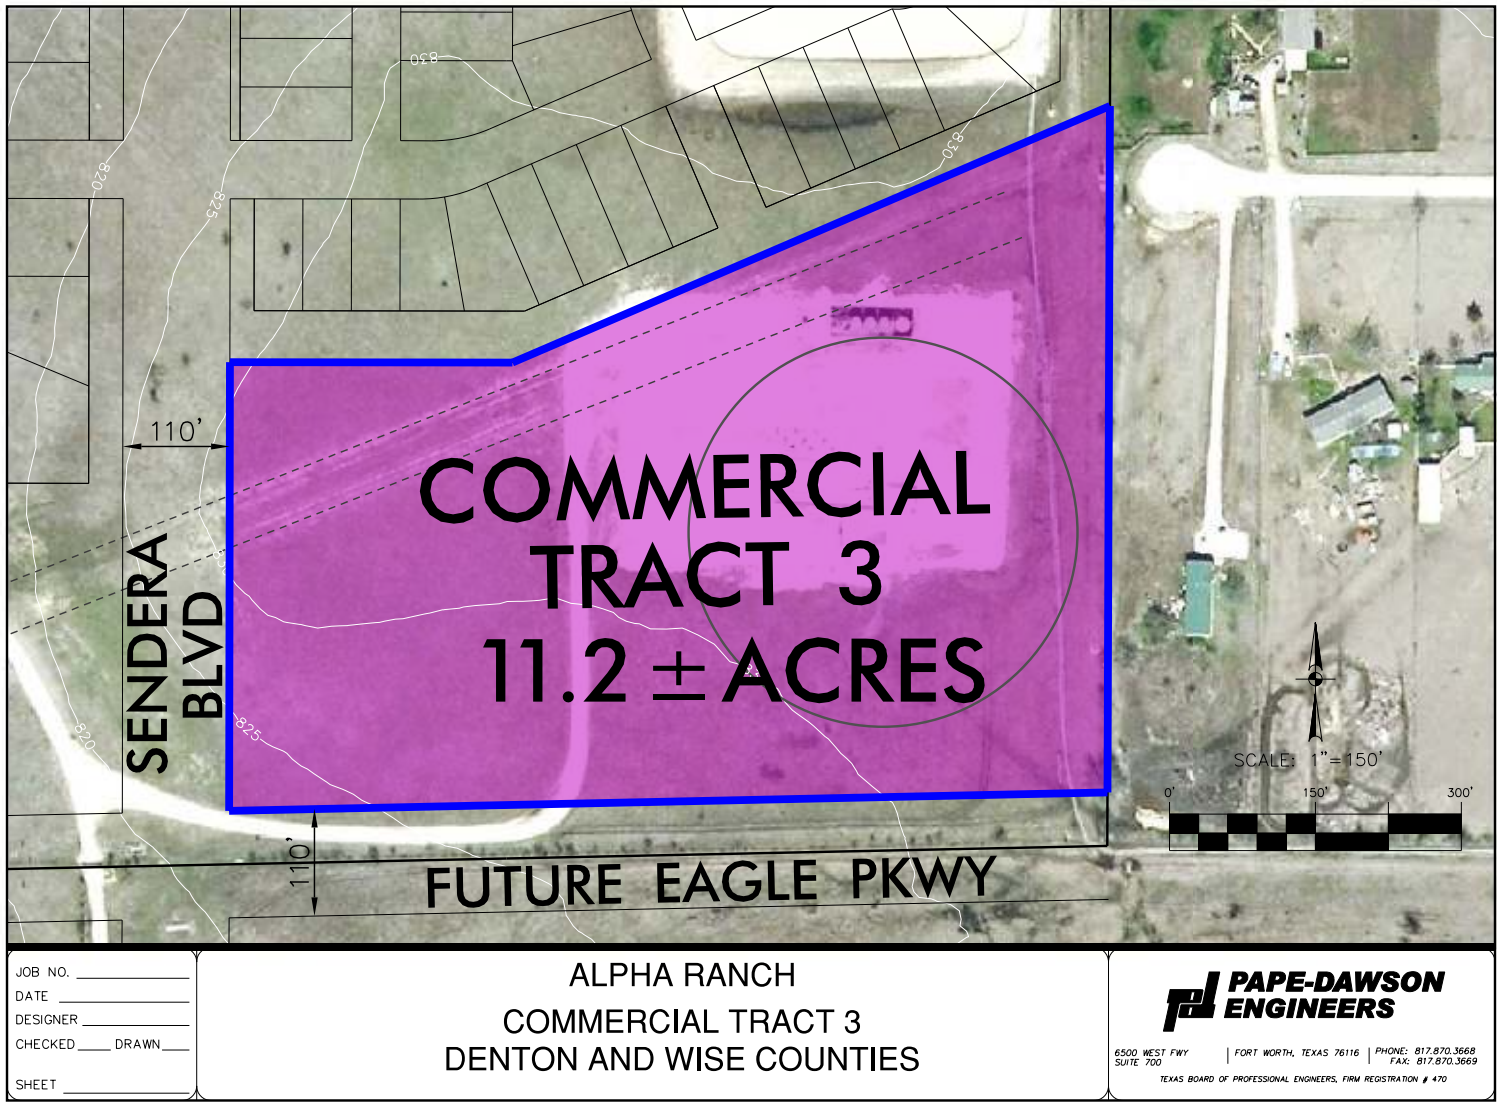 830
820
825
830
110'
COMMERCIAL
TRACT 3
11.2 ± ACRES
SENDERA
BLVD
820
825
SCALE: 1"=150'
0' 150' 300'
110'
FUTURE EAGLE PKWY
JOB NO.
DATE
DESIGNER
CHECKED DRAWN
SHEET
ALPHA RANCH
COMMERCIAL TRACT 3
DENTON AND WISE COUNTIES
PAPE-DAWSON
ENGINEERS
6500 WEST FWY
SUITE 700
FORT WORTH, TEXAS 76116
PHONE: 817.870.3668
FAX: 817.870.3669
TEXAS BOARD OF PROFESSIONAL ENGINEERS, FIRM REGISTRATION # 470